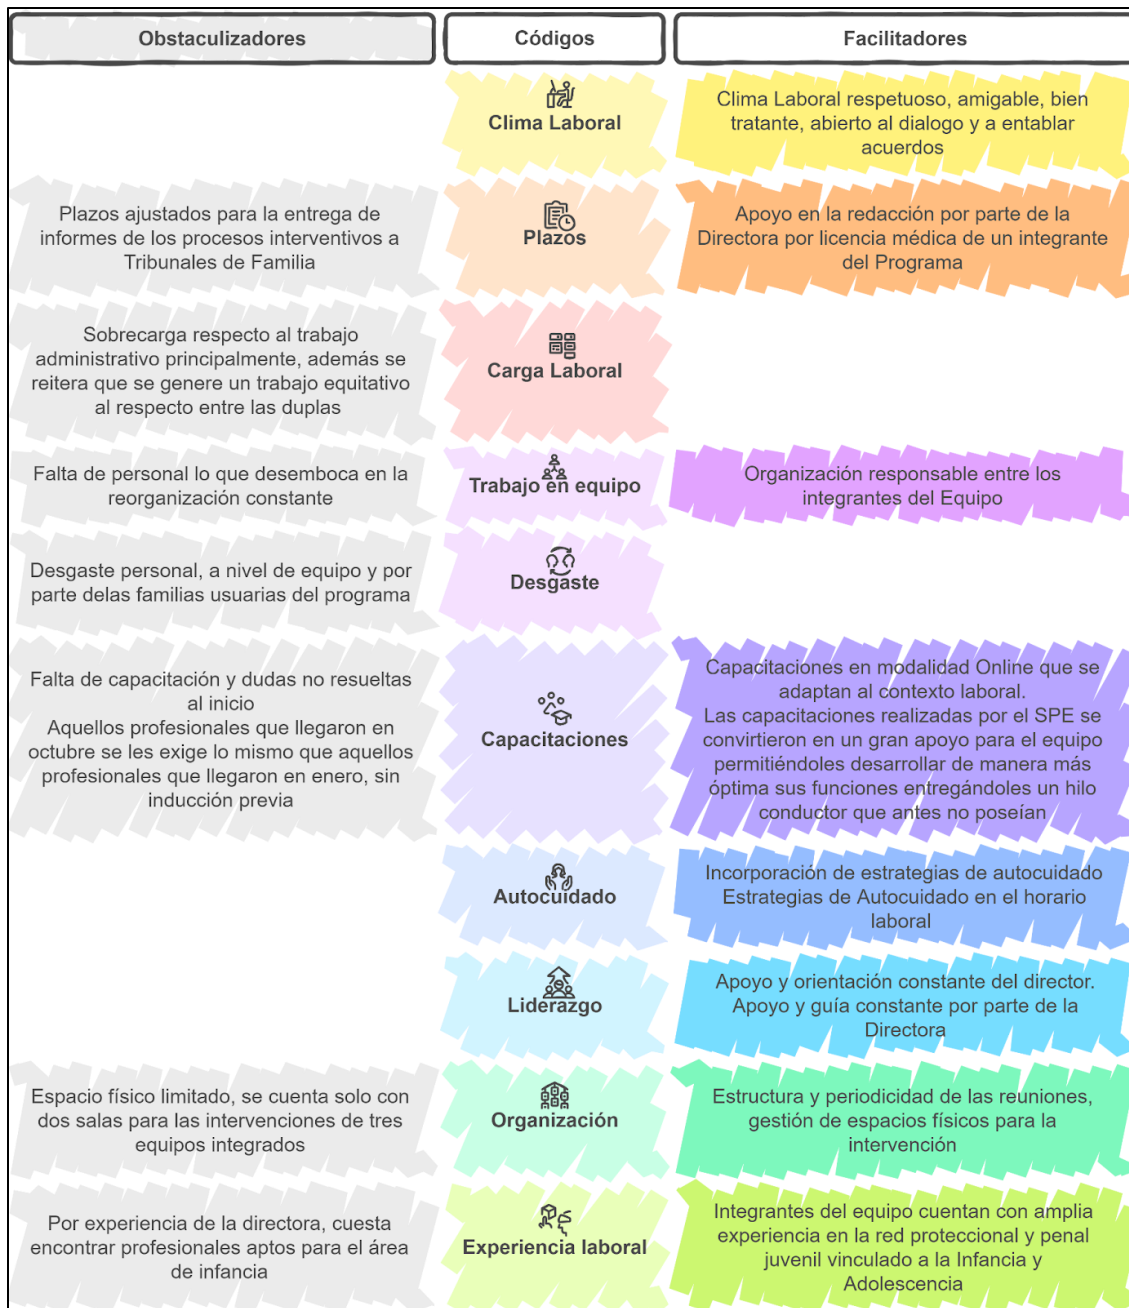 Obstaculizadores
Códigos
Facilitadores
Clima Laboral
Clima Laboral respetuoso, amigable, bien
tratante, abierto al dialogo y a entablar
acuerdos
Plazos ajustados para la entrega de
informes de los procesos interventivos a
Tribunales de Familia
Plazos
Apoyo en la redacción por parte de la
Directora por licencia médica de un integrante
del Programa
Sobrecarga respecto al trabajo
administrativo principalmente, además se
reitera que se genere un trabajo equitativo
al respecto entre las duplas
Carga Laboral
Falta de personal lo que desemboca en la
reorganización constante
Trabajo en equipo
Organización responsable entre los
integrantes del Equipo
Desgaste personal, a nivel de equipo y por
parte delas familias usuarias del programa
Desgaste
Falta de capacitación y dudas no resueltas
al inicio
Aquellos profesionales que llegaron en
octubre se les exige lo mismo que aquellos
profesionales que llegaron en enero, sin
inducción previa
Capacitaciones
Capacitaciones en modalidad Online que se
adaptan al contexto laboral.
Las capacitaciones realizadas por el SPE se
convirtieron en un gran apoyo para el equipo
permitiéndoles desarrollar de manera más
óptima sus funciones entregándoles un hilo
conductor que antes no poseían
Autocuidado
Incorporación de estrategias de autocuidado
Estrategias de Autocuidado en el horario
laboral
Liderazgo
Apoyo y orientación constante del director.
Apoyo y guía constante por parte de la
Directora
Espacio físico limitado, se cuenta solo con
dos salas para las intervenciones de tres
equipos integrados
Organización
Estructura y periodicidad de las reuniones,
gestión de espacios físicos para la
intervención
Por experiencia de la directora, cuesta
encontrar profesionales aptos para el área
de infancia
Experiencia laboral
Integrantes del equipo cuentan con amplia
experiencia en la red proteccional y penal
juvenil vinculado a la Infancia y
Adolescencia